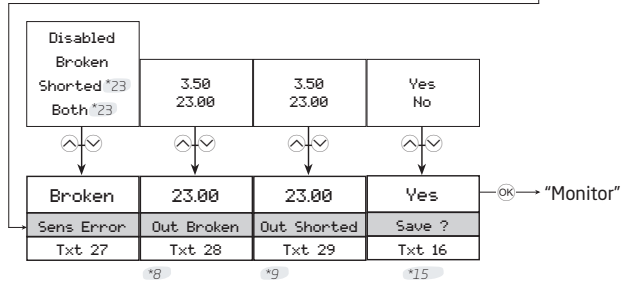 Disabled
Broken
Shorted *23
Both *23
3.50
23.00
3.50
23.00
Yes
No
Broken
23.00
23.00
Yes
OK
"Monitor"
Sens Error
Out Broken
Out Shorted
Save ?
Txt 27
Txt 28
Txt 29
Txt 16
*8
*9
*15